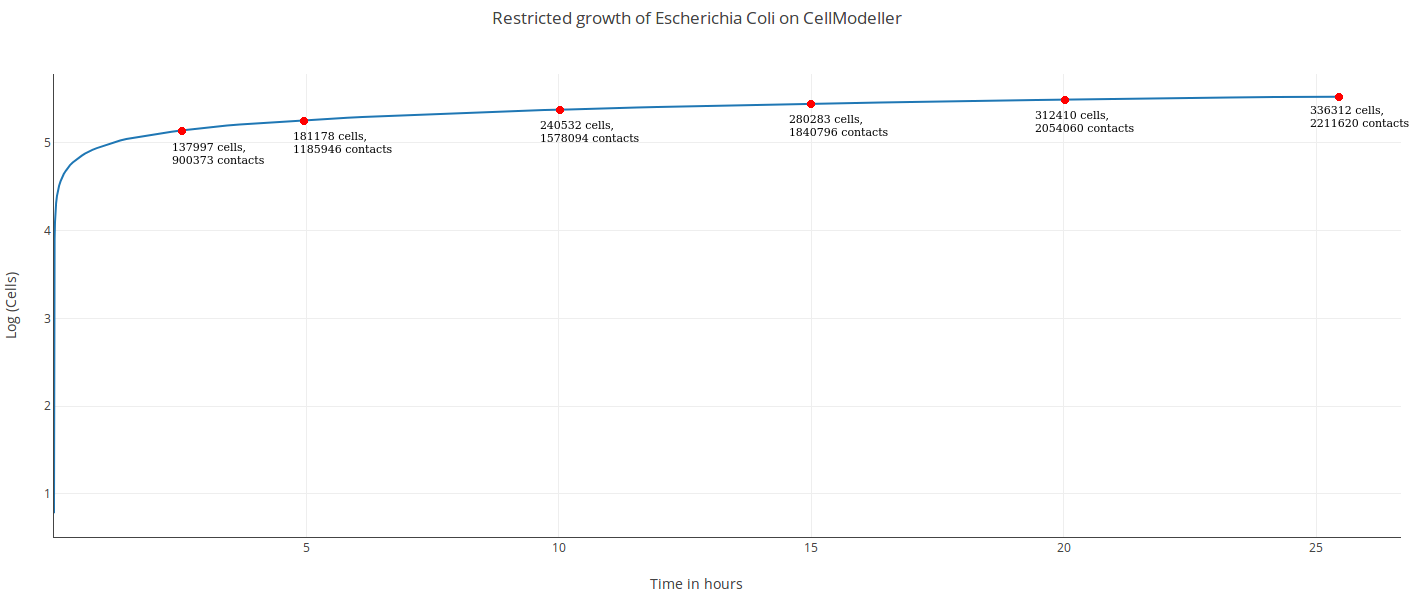 Restricted growth of Escherichia Coli on CellModeller
Log (Cells)
5
4
3
2
1
137997 cells,
900373 contacts
181178 cells,
1185946 contacts
240532 cells,
1578094 contacts
280283 cells,
1840796 contacts
312410 cells,
2054060 contacts
336312 cells,
2211620 contacts
5
10
15
20
25
Time in hours